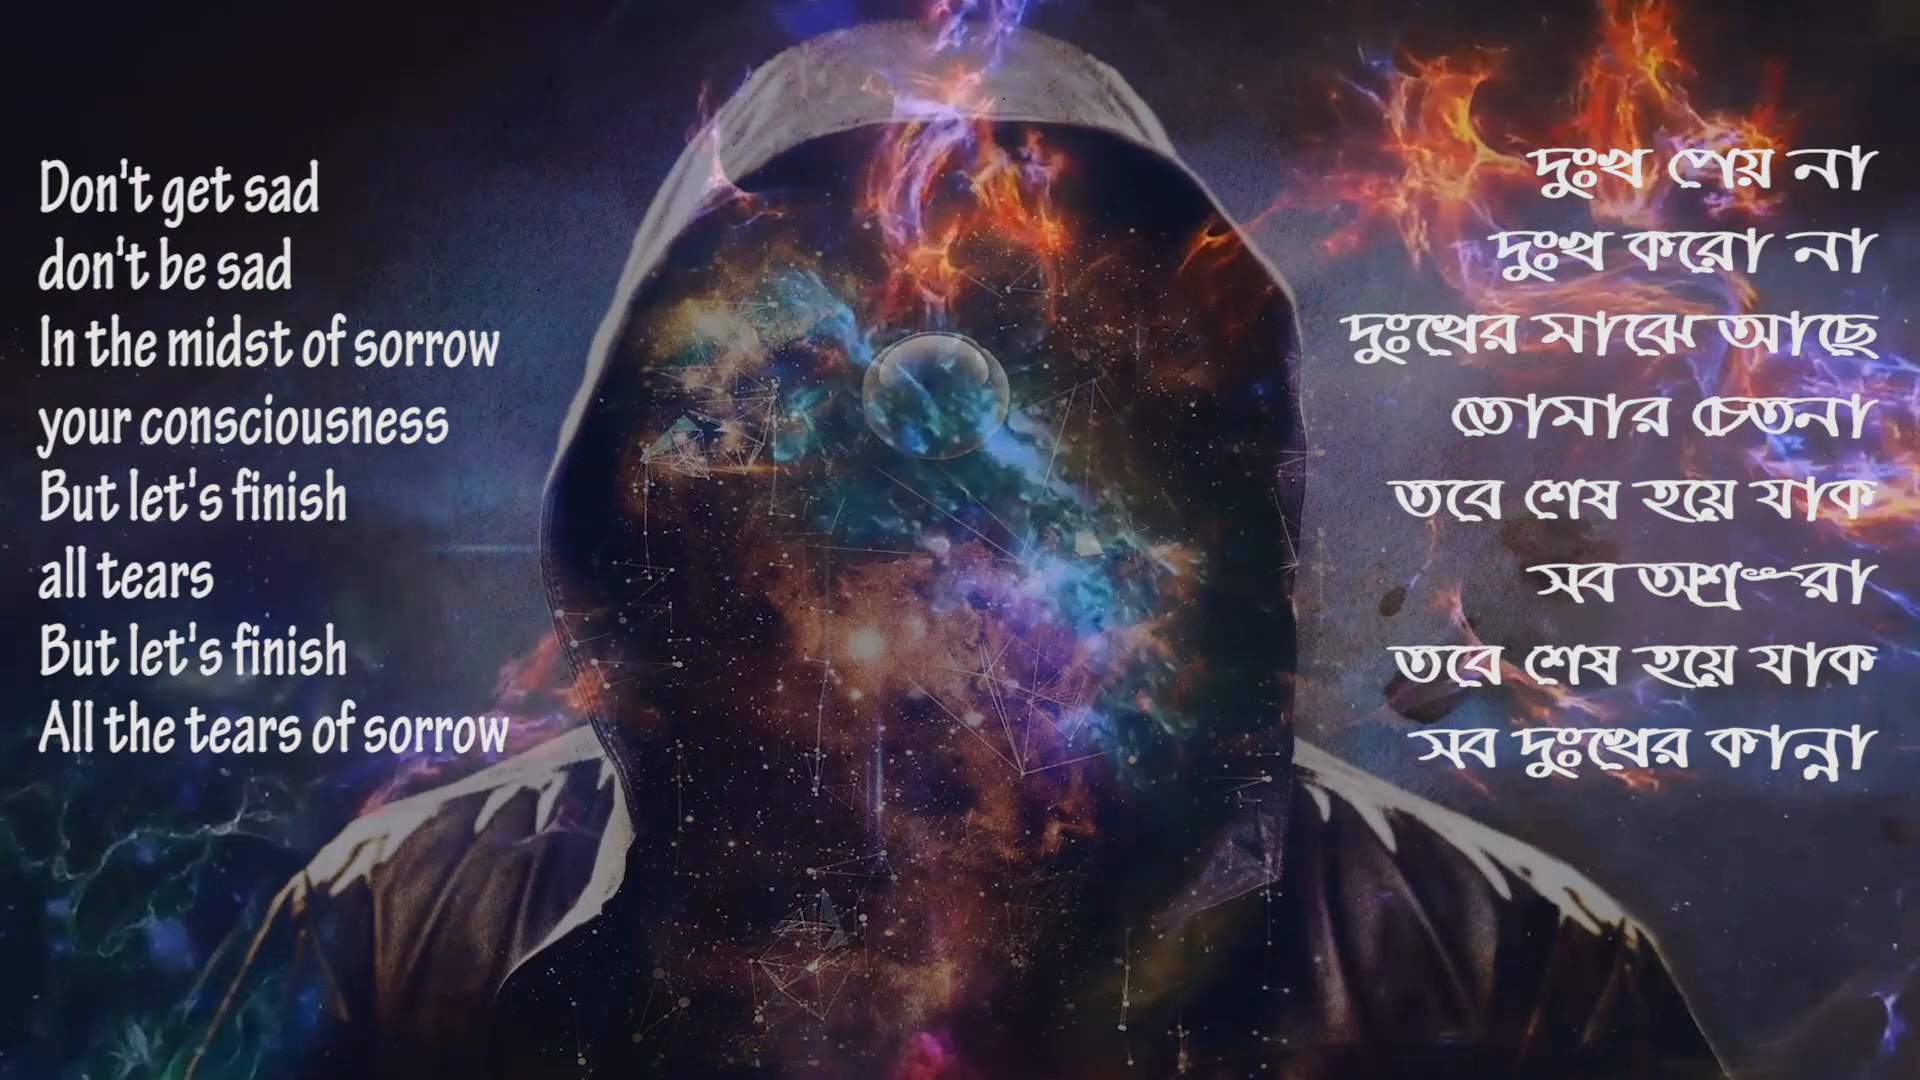 Don't get sad
don't be sad
In the midst of sorrow
your consciousness
But let's finish
all tears
But let's finish
All the tears of sorrow
দুঃখ পেয় না
দুঃখ করো না
দুঃখের মাঝে আছে
তোমার চেতনা
তবে শেষ হয়ে যাক
সব অশ্রুরা
তবে শেষ হয়ে যাক
সব দুঃখের কান্না